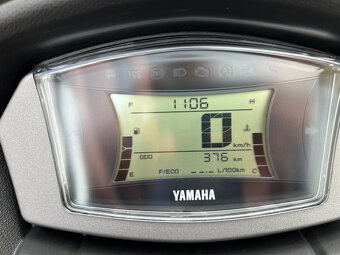 F 1106 H
0 km/h
ODO 376 km
E F/ECO --.- L/100km C
YAMAHA